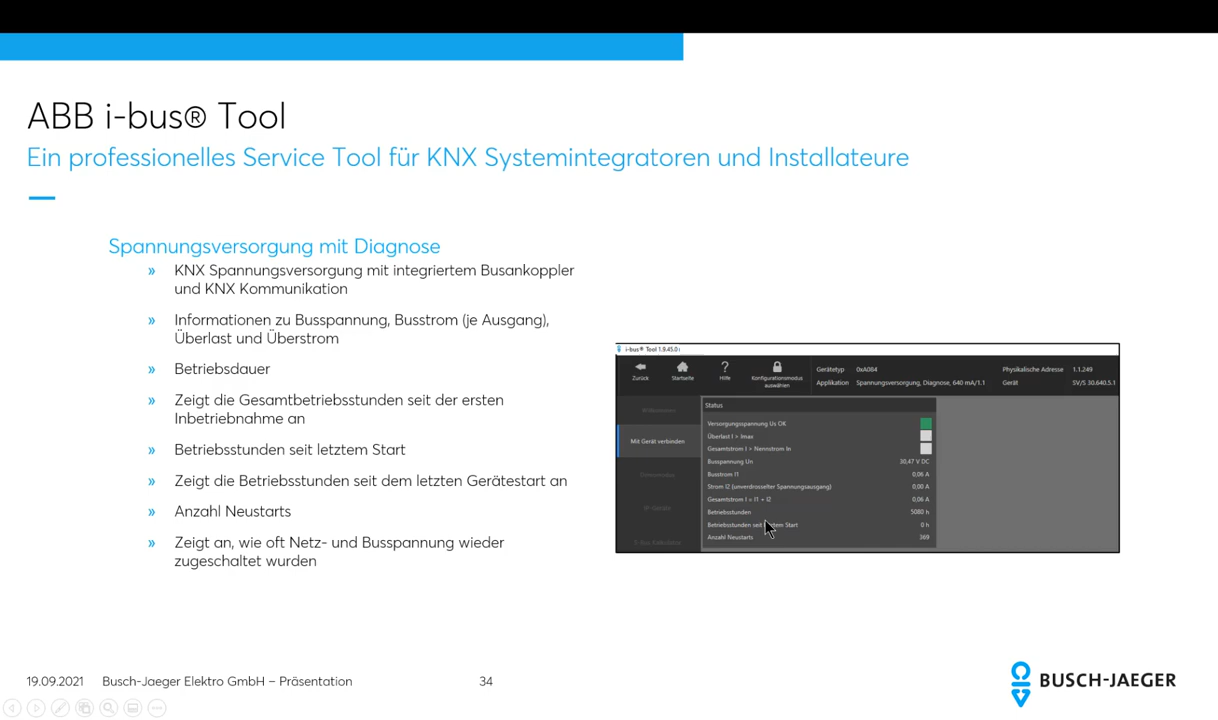 ABB i-bus® Tool
Ein professionelles Service Tool für KNX Systemintegratoren und Installateure
Spannungsversorgung mit Diagnose
» KNX Spannungsversorgung mit integriertem Busankoppler
und KNX Kommunikation
» Informationen zu Busspannung, Busstrom (je Ausgang),
Überlast und Überstrom
» Betriebsdauer
» Zeigt die Gesamtbetriebsstunden seit der ersten
Inbetriebnahme an
» Betriebsstunden seit letztem Start
» Zeigt die Betriebsstunden seit dem letzten Gerätestart an
» Anzahl Neustarts
» Zeigt an, wie oft Netz- und Busspannung wieder
zugeschaltet wurden
i-bus® Tool 1.9.45.0
Zurück
Startseite
Hilfe
Konfigurationsmodus
auswählen
Gerätetyp 0xA084
Applikation Spannungsversorgung, Diagnose, 640 mA/1.1
Physikalische Adresse 1.1.249
Gerät SV/S 30.640.5.1
Willkommen
Mit Gerät verbinden
Demomodus
IP-Geräte
Status
Versorgungsspannung Us OK
Überlast I > Imax
Gesamtstrom I > Nennstrom In
Busspannung Un 30,47 V DC
Busstrom I1 0,06 A
Strom I2 (unverdrosselter Spannungsausgang) 0,00 A
Gesamtstrom I = I1 + I2 0,06 A
Betriebsstunden 5080 h
Betriebsstunden seit letztem Start 0 h
Anzahl Neustarts 369
19.09.2021 Busch-Jaeger Elektro GmbH – Präsentation 34
BUSCH-JAEGER